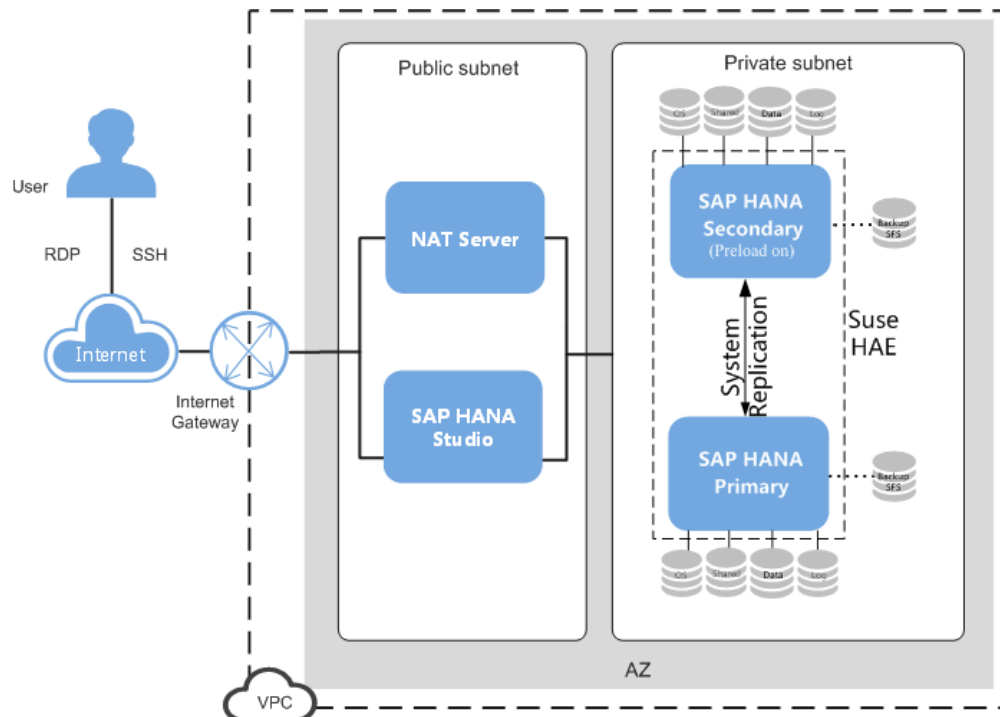 Public subnet
Private subnet
OS
Shared
Data
Log
User
RDP
SSH
Internet
Internet
Gateway
NAT Server
SAP HANA
Studio
SAP HANA
Secondary
(Preload on)
Backup
SFS
System
Replication
Suse
HAE
SAP HANA
Primary
Backup
SFS
OS
Shared
Data
Log
AZ
VPC